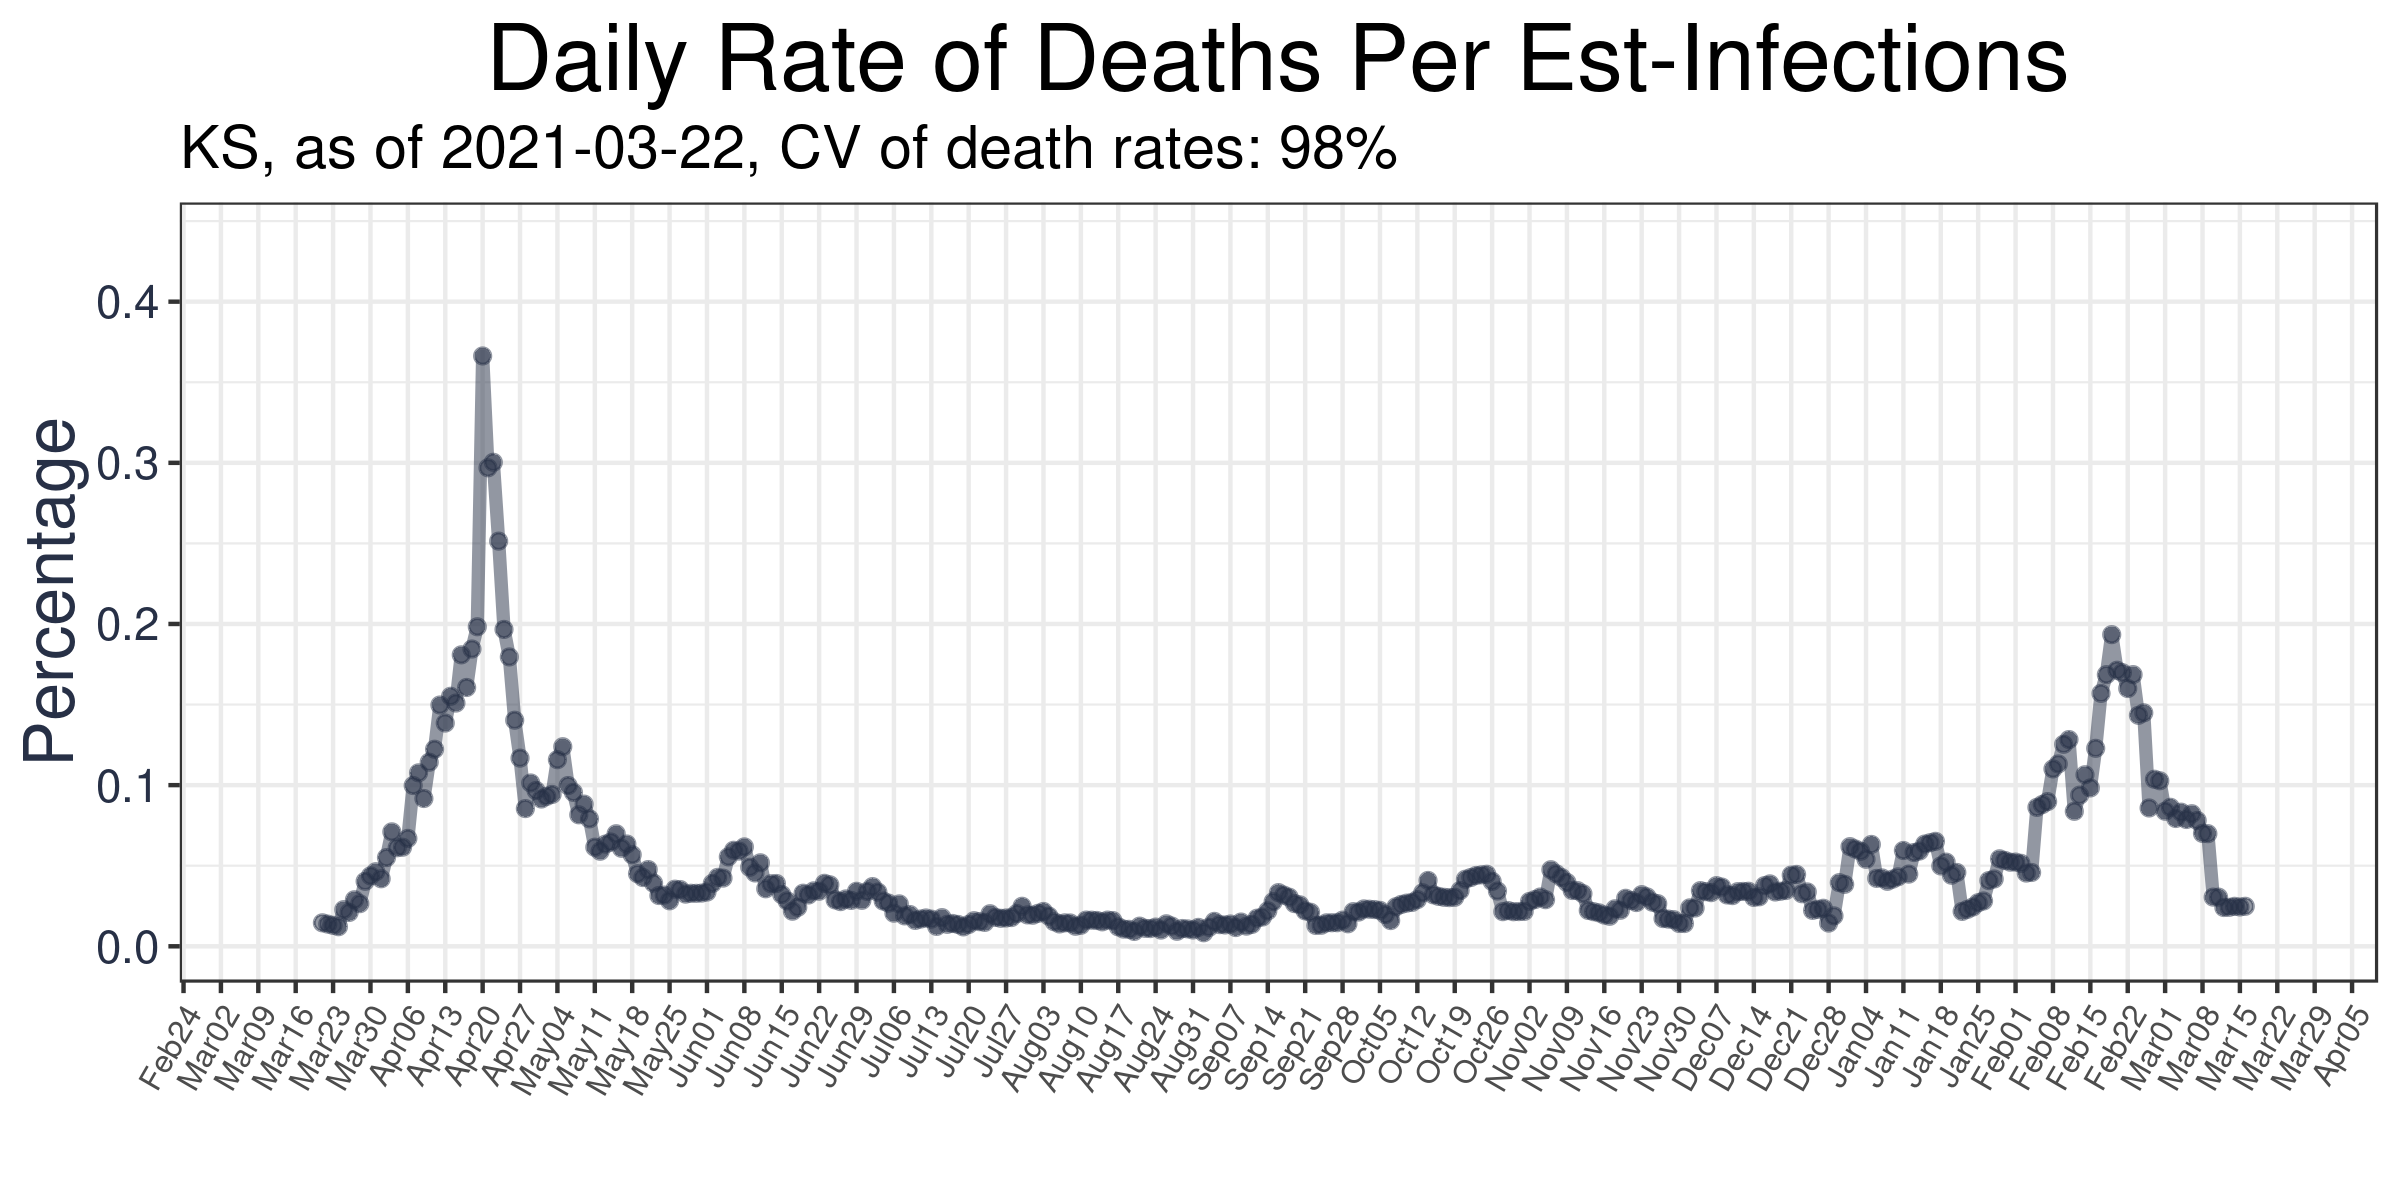 Daily Rate of Deaths Per Est-Infections
KS, as of 2021-03-22, CV of death rates: 98%
Percentage
0.4
0.3
0.2
0.1
0.0
Feb24 Mar02 Mar09 Mar16 Mar23 Mar30 Apr06 Apr13 Apr20 Apr27 May04 May11 May18 May25 Jun01 Jun08 Jun15 Jun22 Jun29 Jul06 Jul13 Jul20 Jul27 Aug03 Aug10 Aug17 Aug24 Aug31 Sep07 Sep14 Sep21 Sep28 Oct05 Oct12 Oct19 Oct26 Nov02 Nov09 Nov16 Nov23 Nov30 Dec07 Dec14 Dec21 Dec28 Jan04 Jan11 Jan18 Jan25 Feb01 Feb08 Feb15 Feb22 Mar01 Mar08 Mar15 Mar22 Mar29 Apr05